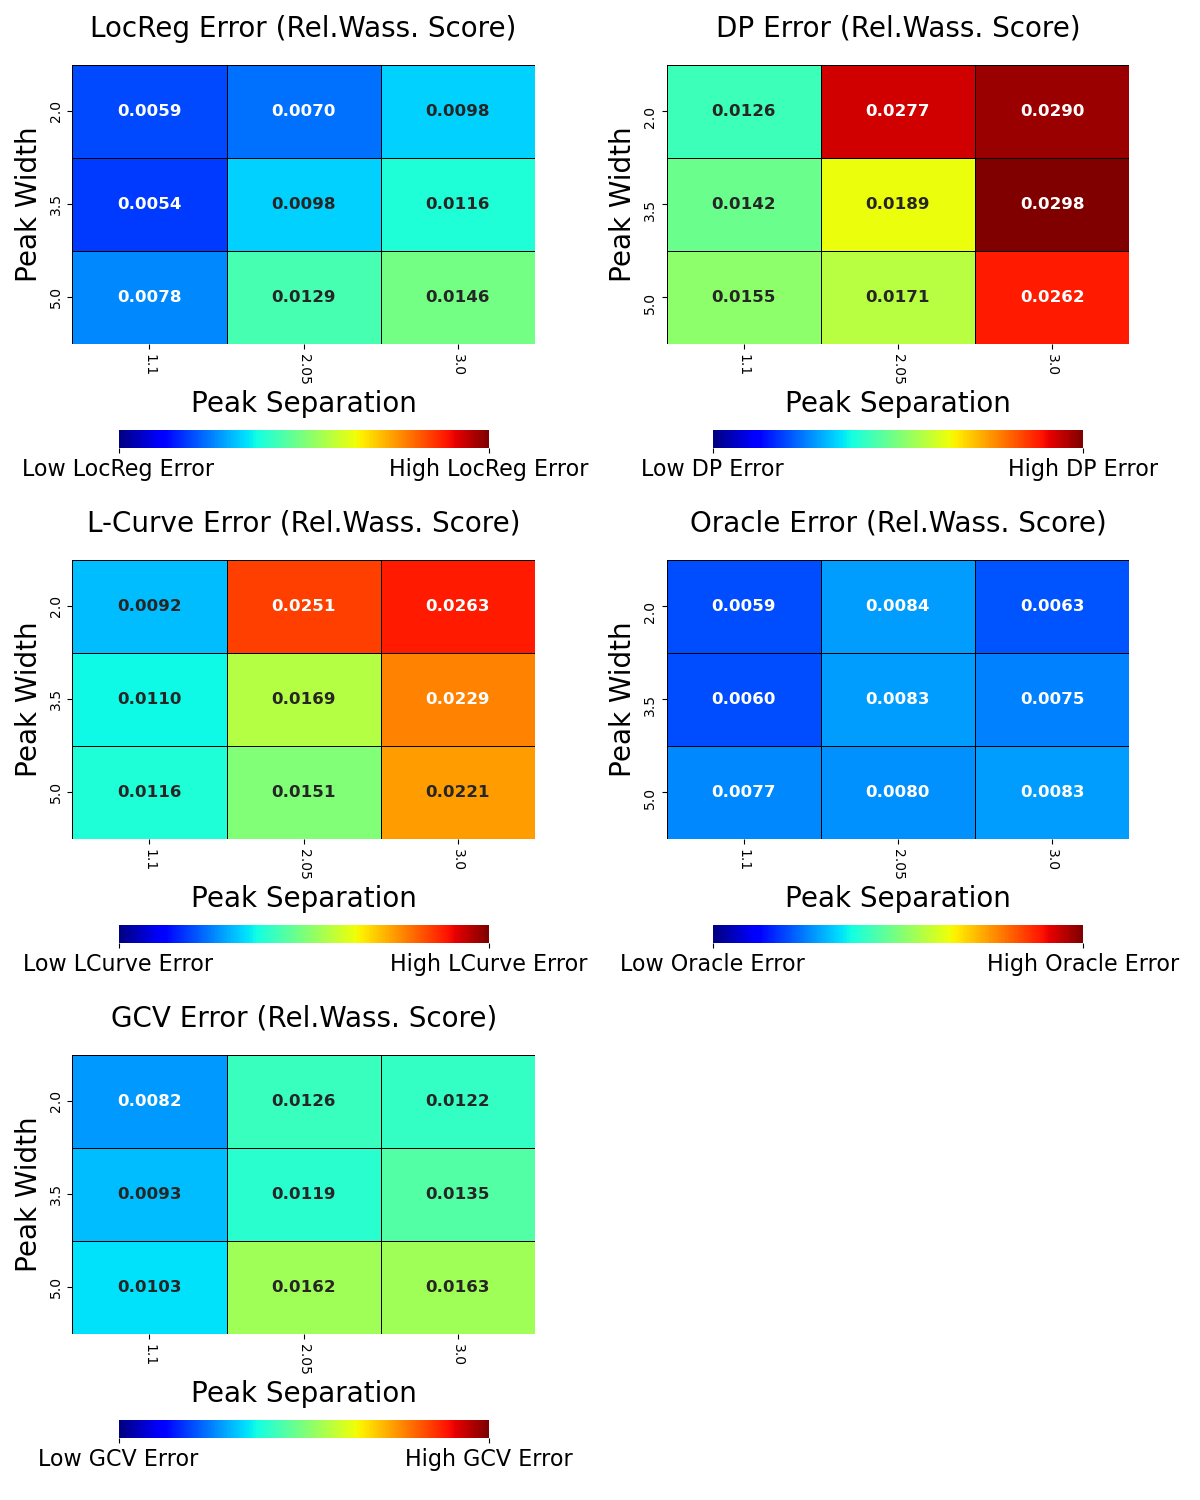 LocReg Error (Rel.Wass. Score)
Peak Width
2.0
0.0059 0.0070 0.0098
3.5
0.0054 0.0098 0.0116
5.0
0.0078 0.0129 0.0146
1.1 2.05 3.0
Peak Separation
Low LocReg Error High LocReg Error
DP Error (Rel.Wass. Score)
Peak Width
2.0
0.0126 0.0277 0.0290
3.5
0.0142 0.0189 0.0298
5.0
0.0155 0.0171 0.0262
1.1 2.05 3.0
Peak Separation
Low DP Error High DP Error
L-Curve Error (Rel.Wass. Score)
Peak Width
2.0
0.0092 0.0251 0.0263
3.5
0.0110 0.0169 0.0229
5.0
0.0116 0.0151 0.0221
1.1 2.05 3.0
Peak Separation
Low LCurve Error High LCurve Error
Oracle Error (Rel.Wass. Score)
Peak Width
2.0
0.0059 0.0084 0.0063
3.5
0.0060 0.0083 0.0075
5.0
0.0077 0.0080 0.0083
1.1 2.05 3.0
Peak Separation
Low Oracle Error High Oracle Error
GCV Error (Rel.Wass. Score)
Peak Width
2.0
0.0082 0.0126 0.0122
3.5
0.0093 0.0119 0.0135
5.0
0.0103 0.0162 0.0163
1.1 2.05 3.0
Peak Separation
Low GCV Error High GCV Error